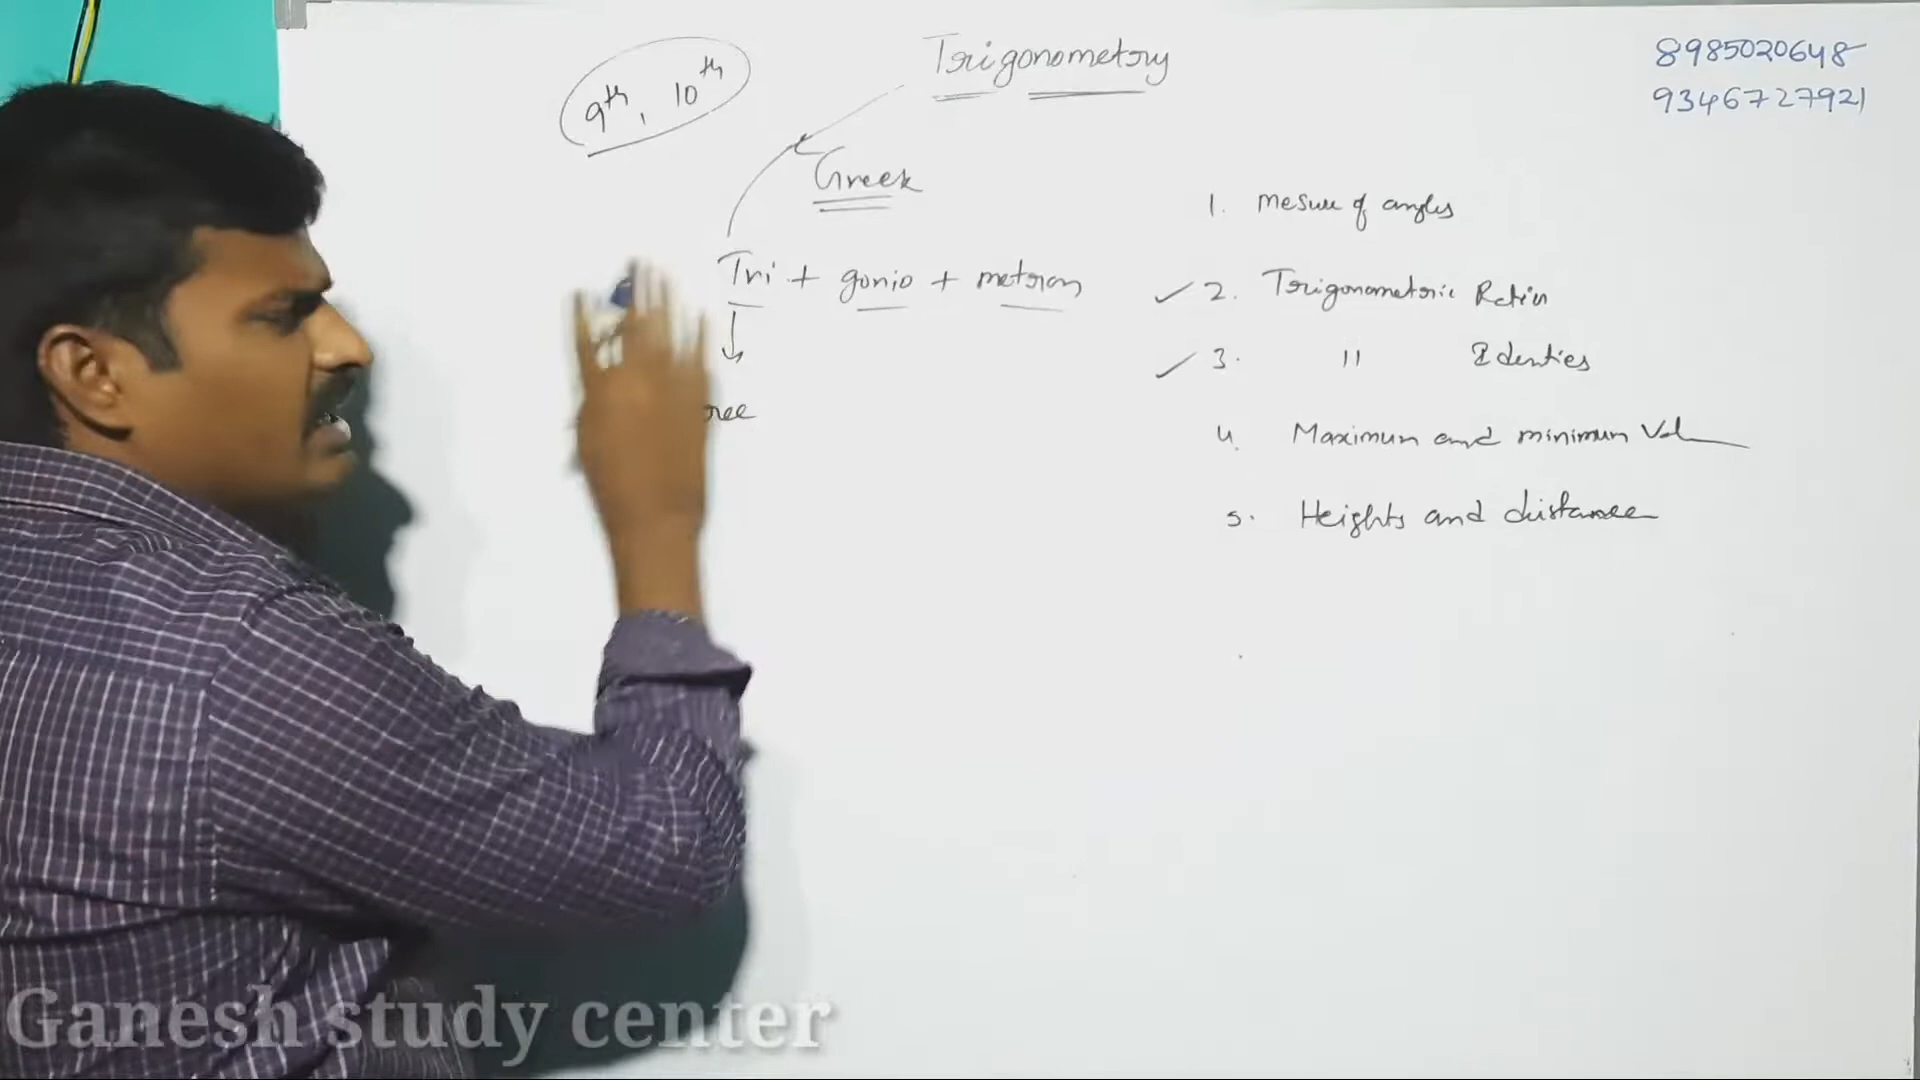 Trigonometry
9th, 10th
8985020648
9346727921
Greek
Tri + gonio + metron
ree
1. Mesure of angles
2. Trigonometric Ratios
3. " Identies
4. Maximum and minimum Val
5. Heights and distance
Ganesh study center